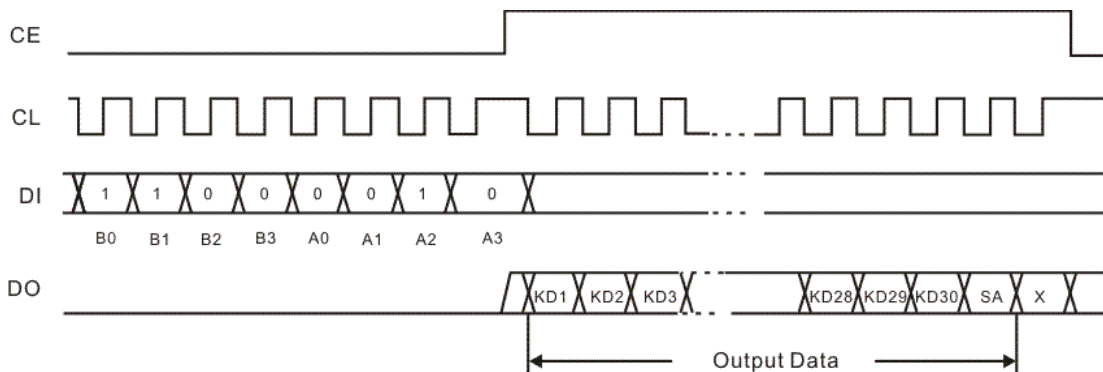 CE
CL
DI 1 1 0 0 0 0 1 0
B0 B1 B2 B3 A0 A1 A2 A3
DO KD1 KD2 KD3 KD28 KD29 KD30 SA X
Output Data